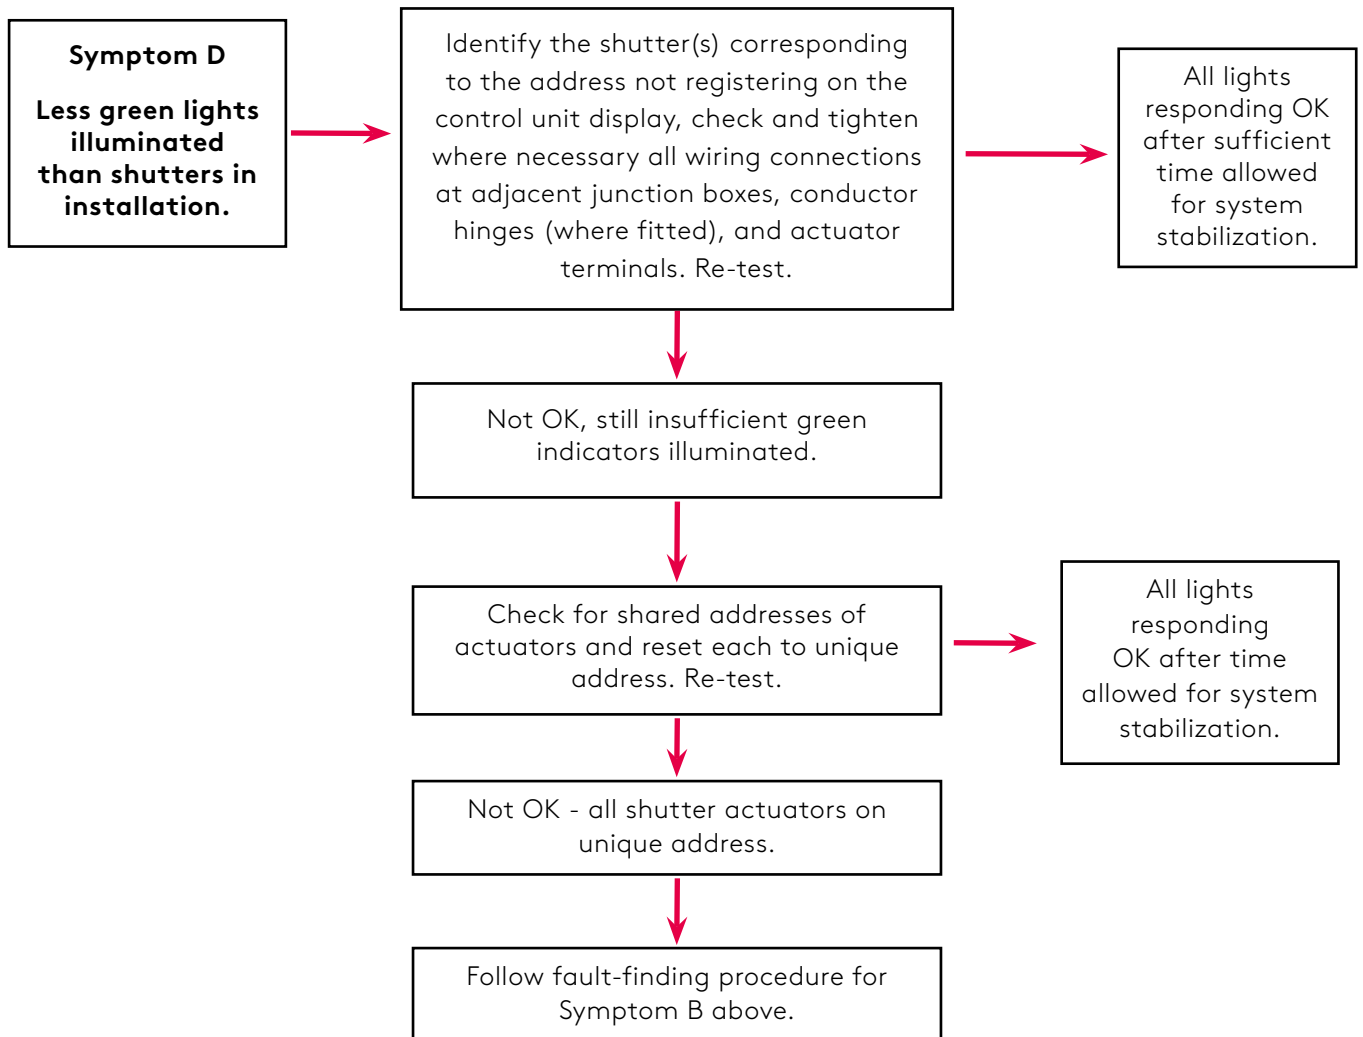 Symptom D
Less green lights
illuminated
than shutters in
installation.
Identify the shutter(s) corresponding
to the address not registering on the
control unit display, check and tighten
where necessary all wiring connections
at adjacent junction boxes, conductor
hinges (where fitted), and actuator
terminals. Re-test.
All lights
responding OK
after sufficient
time allowed
for system
stabilization.
Not OK, still insufficient green
indicators illuminated.
Check for shared addresses of
actuators and reset each to unique
address. Re-test.
All lights
responding
OK after time
allowed for system
stabilization.
Not OK - all shutter actuators on
unique address.
Follow fault-finding procedure for
Symptom B above.